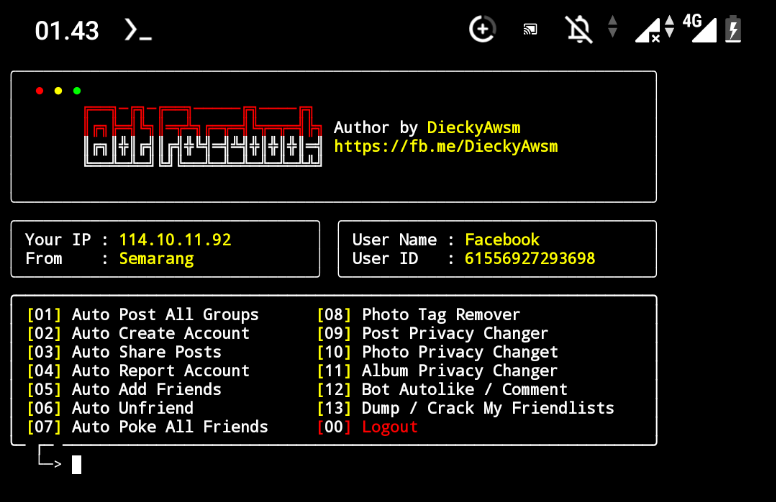 01.43 >_ 4G
Author by DieckyAwsm
https://fb.me/DieckyAwsm
Your IP : 114.10.11.92
From    : Semarang
User Name : Facebook
User ID   : 61556927293698
[01] Auto Post All Groups
[02] Auto Create Account
[03] Auto Share Posts
[04] Auto Report Account
[05] Auto Add Friends
[06] Auto Unfriend
[07] Auto Poke All Friends
[08] Photo Tag Remover
[09] Post Privacy Changer
[10] Photo Privacy Changet
[11] Album Privacy Changer
[12] Bot Autolike / Comment
[13] Dump / Crack My Friendlists
[00] Logout